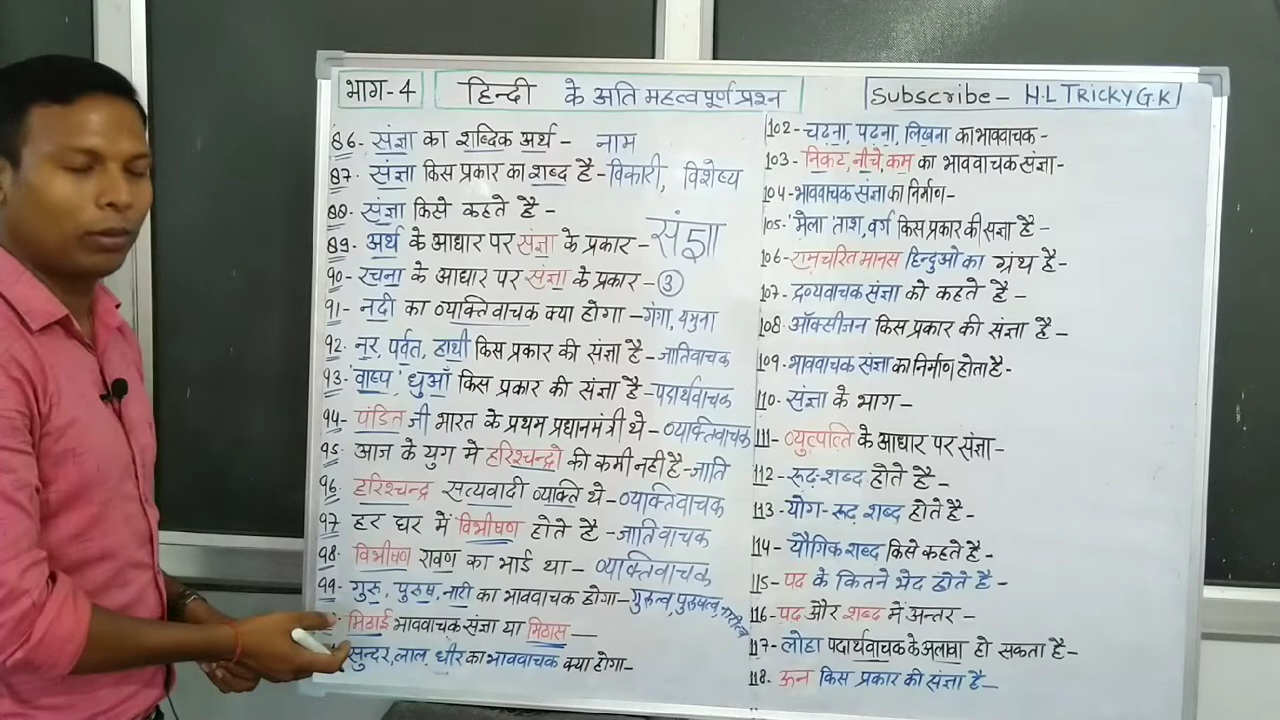 भाग-4
हिन्दी के अति महत्वपूर्ण प्रश्न
Subscribe - H.L TRICKY G.K
86- संज्ञा का शाब्दिक अर्थ - नाम
87- संज्ञा किस प्रकार का शब्द है - विकारी, विशेष्य
88- संज्ञा किसे कहते है -
89- अर्थ के आधार पर संज्ञा के प्रकार - संज्ञा
90- रचना के आधार पर संज्ञा के प्रकार - 3
91- नदी का व्यक्तिवाचक क्या होगा - गंगा, यमुना
92- नर, पर्वत, हाथी किस प्रकार की संज्ञा है - जातिवाचक
93- 'वाष्प' धुआँ किस प्रकार की संज्ञा है - पदार्थवाचक
94- पंडित जी भारत के प्रथम प्रधानमंत्री थे - व्यक्तिवाचक
95- आज के युग मे हरिश्चन्द्रो की कमी नही है - जाति
96- हरिश्चन्द्र सत्यवादी व्यक्ति थे - व्यक्तिवाचक
97 हर घर में विभीषण होते है - जातिवाचक
98- विभीषण रावण का भाई था - व्यक्तिवाचक
99- गुरु, पुरुष, नारी का भाववाचक होगा - गुरुत्व, पुरुषत्व,
मिठाई भाववाचक संज्ञा या मिठास -
सुन्दर, लाल, धीर का भाववाचक क्या होगा-
102- चढ़ना, पढ़ना, लिखना का भाववाचक -
103- निकट, नीचे, कम का भाववाचक संज्ञा -
104- भाववाचक संज्ञा का निर्माण-
105- 'मेला' ताश, वर्ग किस प्रकार की संज्ञा है -
106- रामचरित मानस हिन्दुओ का ग्रंथ है -
107- द्रव्यवाचक संज्ञा को कहते है -
108- ऑक्सीजन किस प्रकार की संज्ञा है -
109- भाववाचक संज्ञा का निर्माण होता है -
110- संज्ञा के भाग -
111- व्युत्पत्ति के आधार पर संज्ञा -
112- रूढ़-शब्द होते है -
113- योग-रूढ़ शब्द होते है -
114- यौगिक शब्द किसे कहते है -
115- पद के कितने भेद होते है -
116- पद और शब्द में अन्तर -
117- लोहा पदार्थवाचक के अलावा हो सकता है -
118- ऊन किस प्रकार की संज्ञा है -